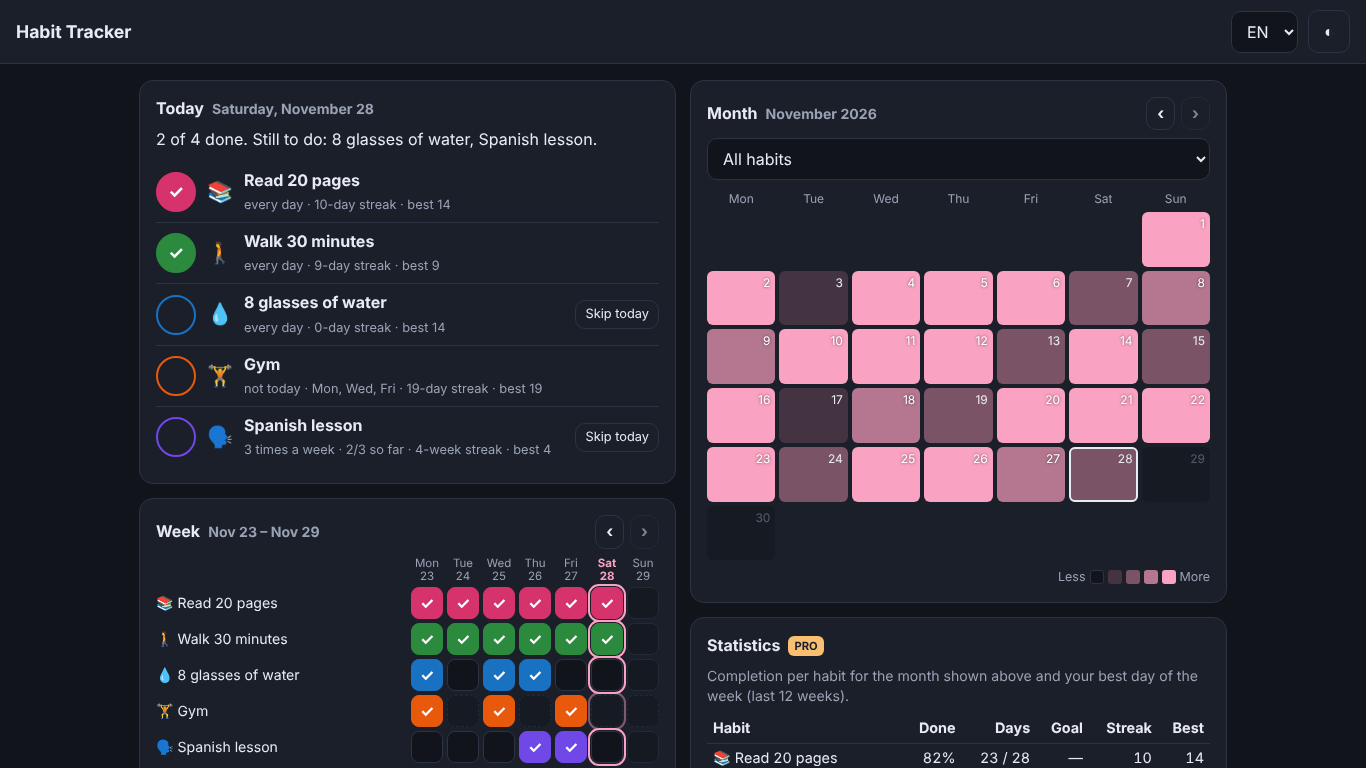 Habit Tracker
EN
Today Saturday, November 28
2 of 4 done. Still to do: 8 glasses of water, Spanish lesson.
Read 20 pages
every day · 10-day streak · best 14
Walk 30 minutes
every day · 9-day streak · best 9
8 glasses of water
every day · 0-day streak · best 14
Skip today
Gym
not today · Mon, Wed, Fri · 19-day streak · best 19
Spanish lesson
3 times a week · 2/3 so far · 4-week streak · best 4
Skip today
Week Nov 23 – Nov 29
Mon Tue Wed Thu Fri Sat Sun
23 24 25 26 27 28 29
Read 20 pages
Walk 30 minutes
8 glasses of water
Gym
Spanish lesson
Month November 2026
All habits
Mon Tue Wed Thu Fri Sat Sun
1
2 3 4 5 6 7 8
9 10 11 12 13 14 15
16 17 18 19 20 21 22
23 24 25 26 27 28 29
30
Less More
Statistics PRO
Completion per habit for the month shown above and your best day of the
week (last 12 weeks).
Habit Done Days Goal Streak Best
Read 20 pages 82% 23 / 28 — 10 14